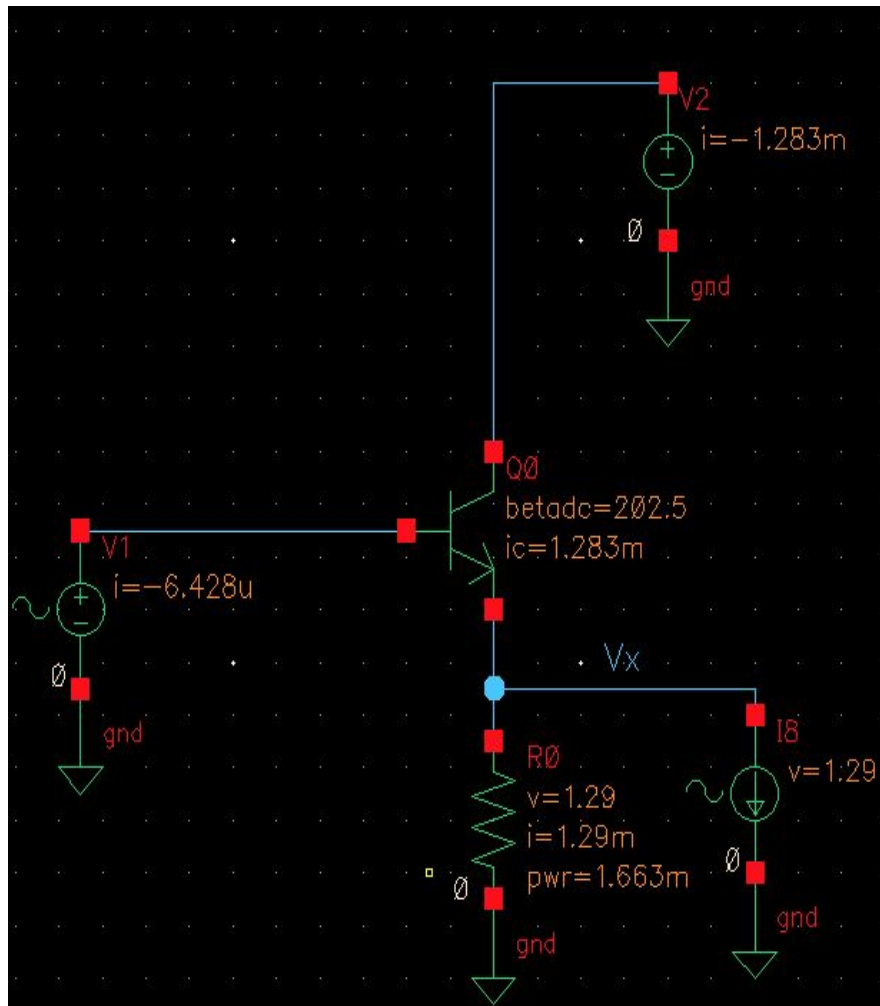 V2
i=-1.283m
0
gnd
Q0
betadc=202.5
ic=1.283m
V1
i=-6.428u
0
gnd
Vx
R0
v=1.29
i=1.29m
pwr=1.663m
0
gnd
I8
v=1.29
0
gnd